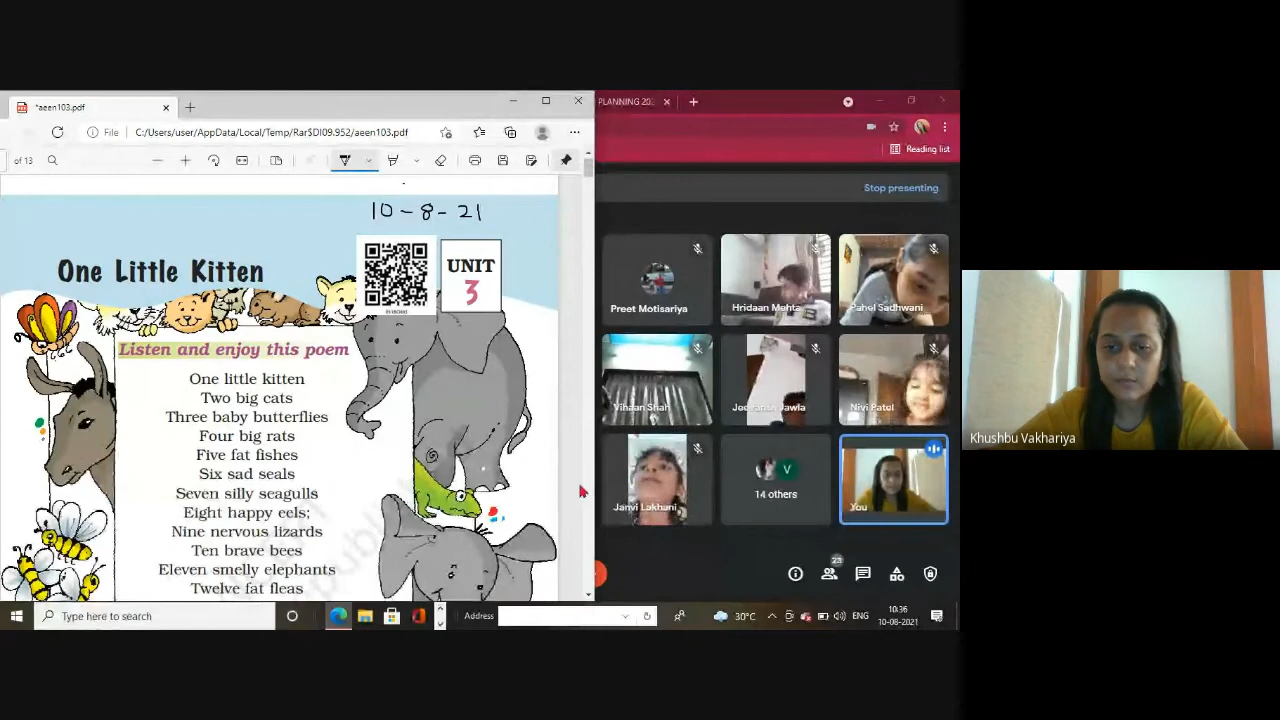 *aeen103.pdf
File
C:/Users/user/AppData/Local/Temp/Rar$DI09.952/aeen103.pdf
of 13
10-8-21
One Little Kitten
UNIT
3
Listen and enjoy this poem
One little kitten
Two big cats
Three baby butterflies
Four big rats
Five fat fishes
Six sad seals
Seven silly seagulls
Eight happy eels;
Nine nervous lizards
Ten brave bees
Eleven smelly elephants
Twelve fat fleas
PLANNING 202
Reading list
Stop presenting
Preet Motisariya
Hridaan Mehta
Pahel Sadhwani
Vihaan Shah
Nivi Patel
Janvi Lakhani
V
14 others
You
23
Khushbu Vakhariya
Type here to search
Address
30°C
ENG
10:36
10-08-2021